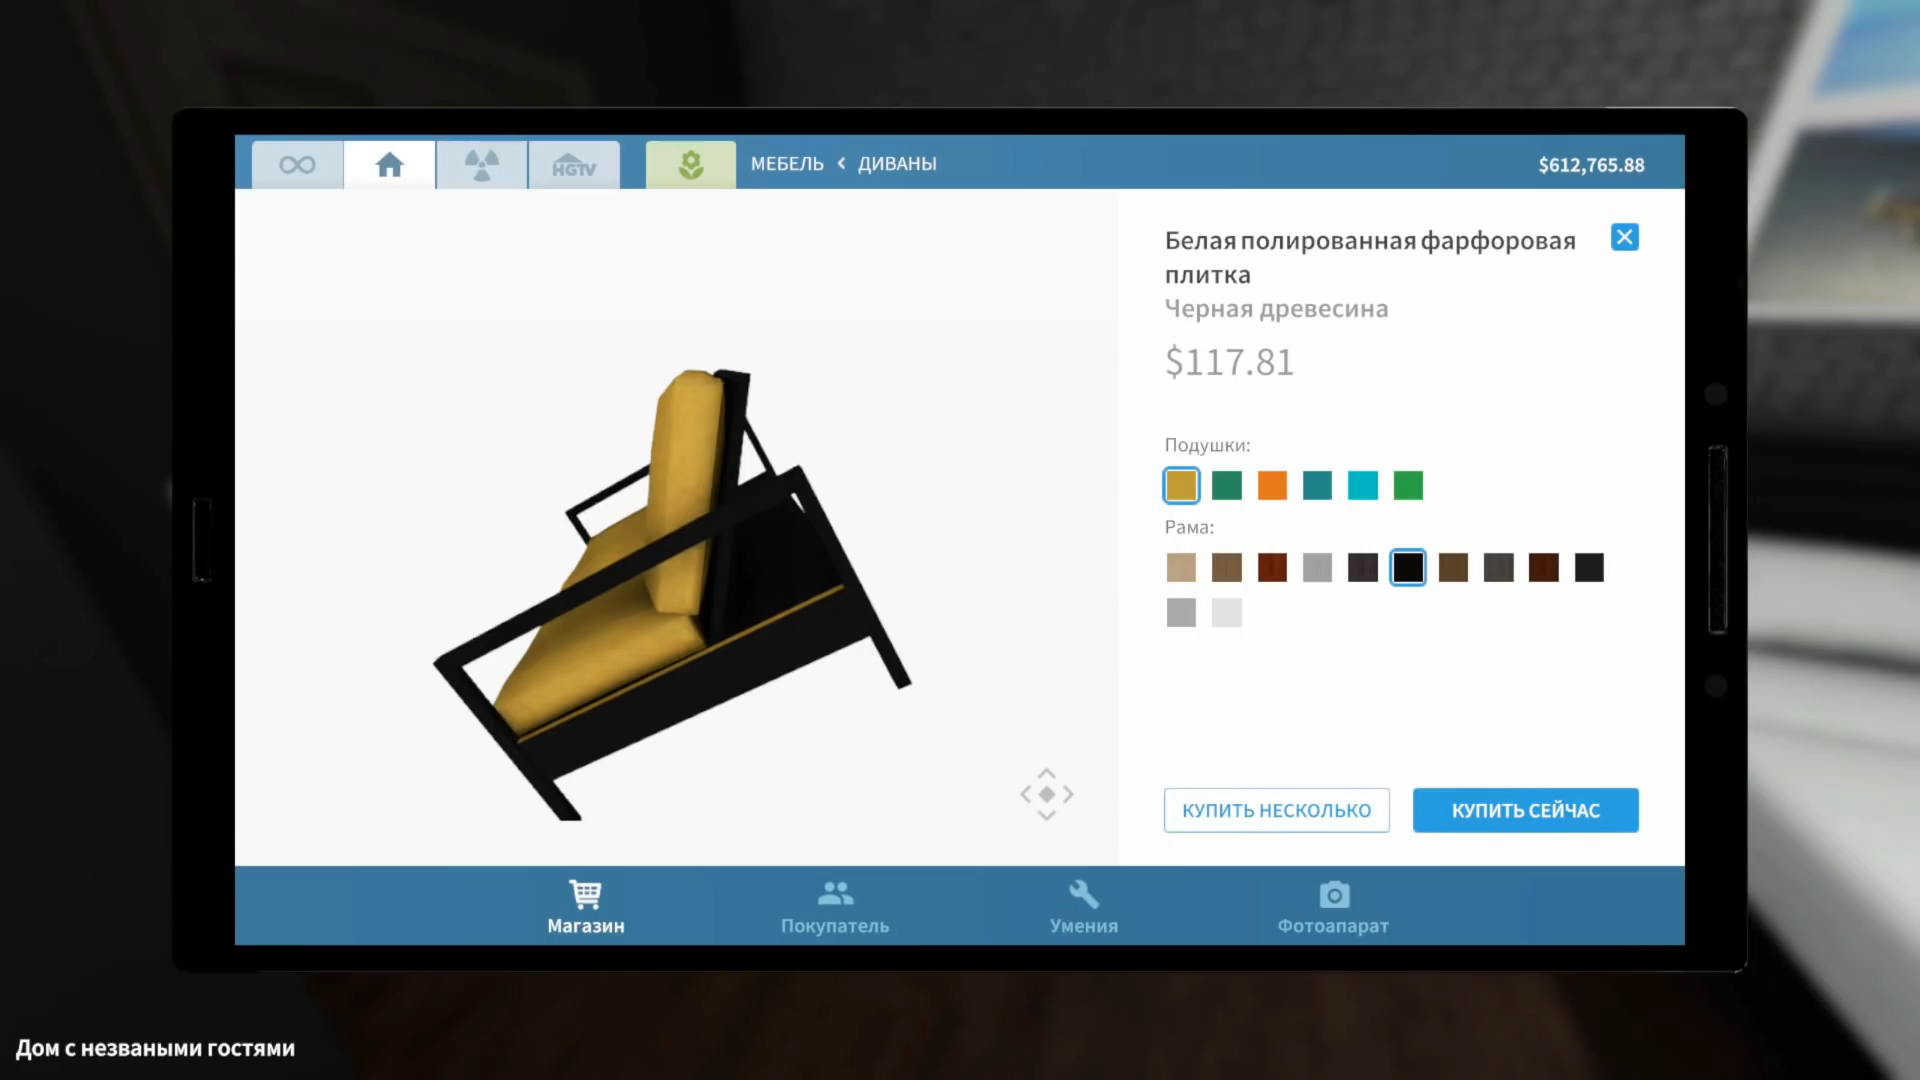 HGTV
МЕБЕЛЬ < ДИВАНЫ
$612,765.88
Белая полированная фарфоровая
плитка
Черная древесина
$117.81
Подушки:
Рама:
КУПИТЬ НЕСКОЛЬКО
КУПИТЬ СЕЙЧАС
Магазин
Покупатель
Умения
Фотоапарат
Дом с незваными гостями